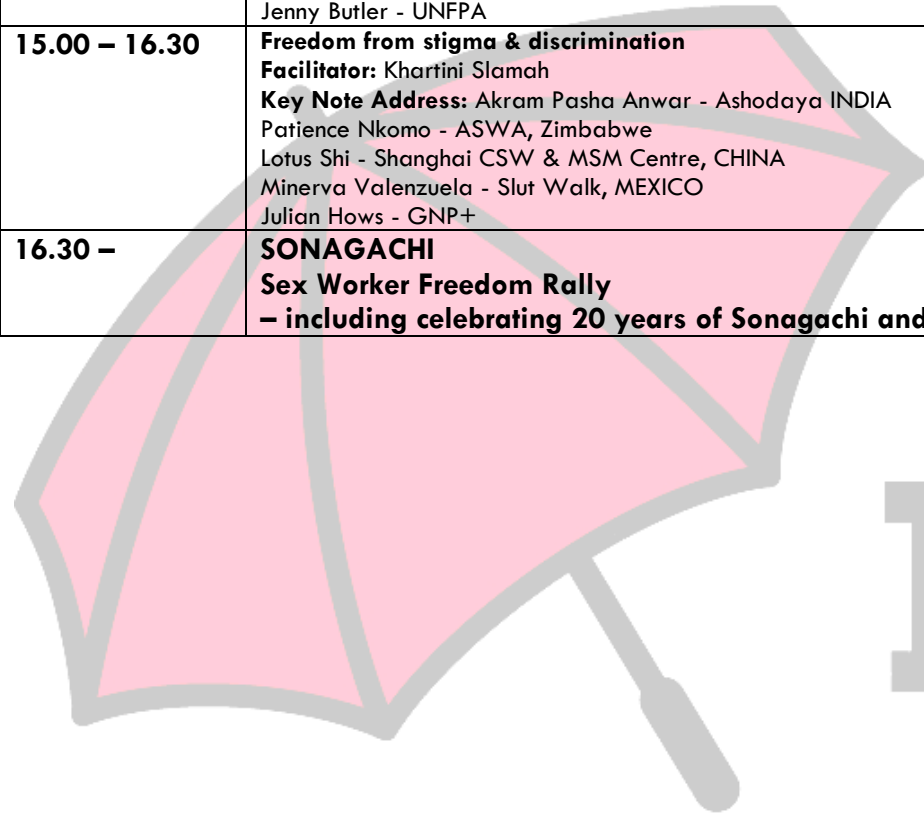 Jenny Butler - UNFPA
15.00 – 16.30
Freedom from stigma & discrimination
Facilitator: Khartini Slamah
Key Note Address: Akram Pasha Anwar - Ashodaya INDIA
Patience Nkomo - ASWA, Zimbabwe
Lotus Shi - Shanghai CSW & MSM Centre, CHINA
Minerva Valenzuela - Slut Walk, MEXICO
Julian Hows - GNP+
16.30 –
SONAGACHI
Sex Worker Freedom Rally
– including celebrating 20 years of Sonagachi and